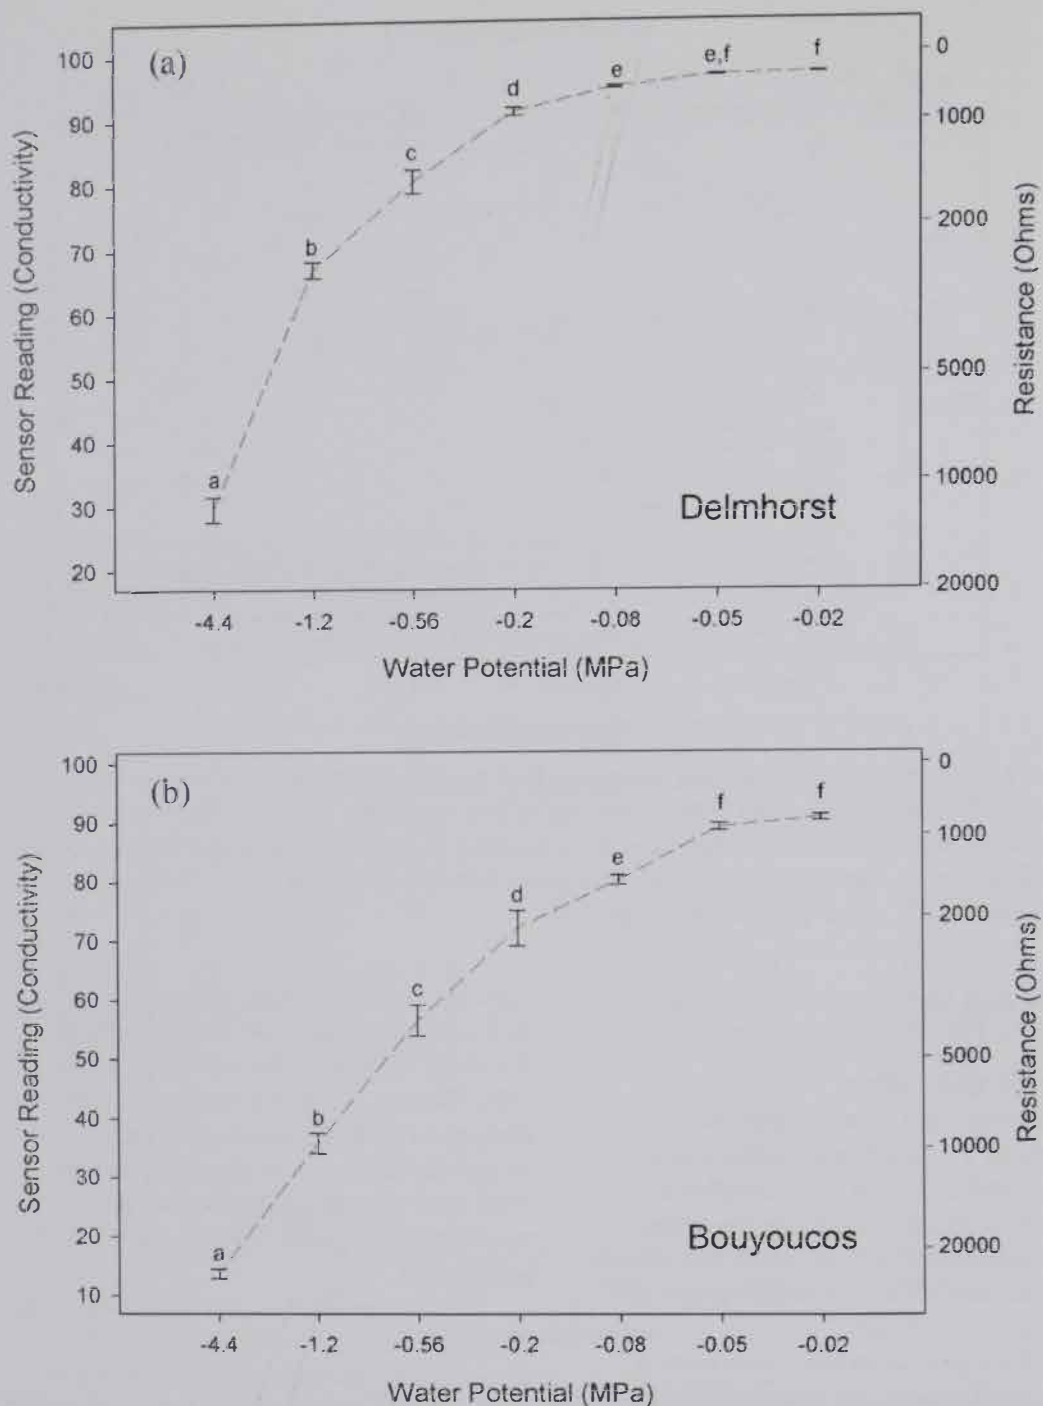 (a)
Sensor Reading (Conductivity)
100
90
80
70
60
50
40
30
20
a
b
c
d
e
e,f
f
0
1000
2000
5000
10000
20000
Resistance (Ohms)
Delmhorst
-4.4 -1.2 -0.56 -0.2 -0.08 -0.05 -0.02
Water Potential (MPa)
(b)
Sensor Reading (Conductivity)
100
90
80
70
60
50
40
30
20
10
a
b
c
d
e
f
f
0
1000
2000
5000
10000
20000
Resistance (Ohms)
Bouyoucos
-4.4 -1.2 -0.56 -0.2 -0.08 -0.05 -0.02
Water Potential (MPa)